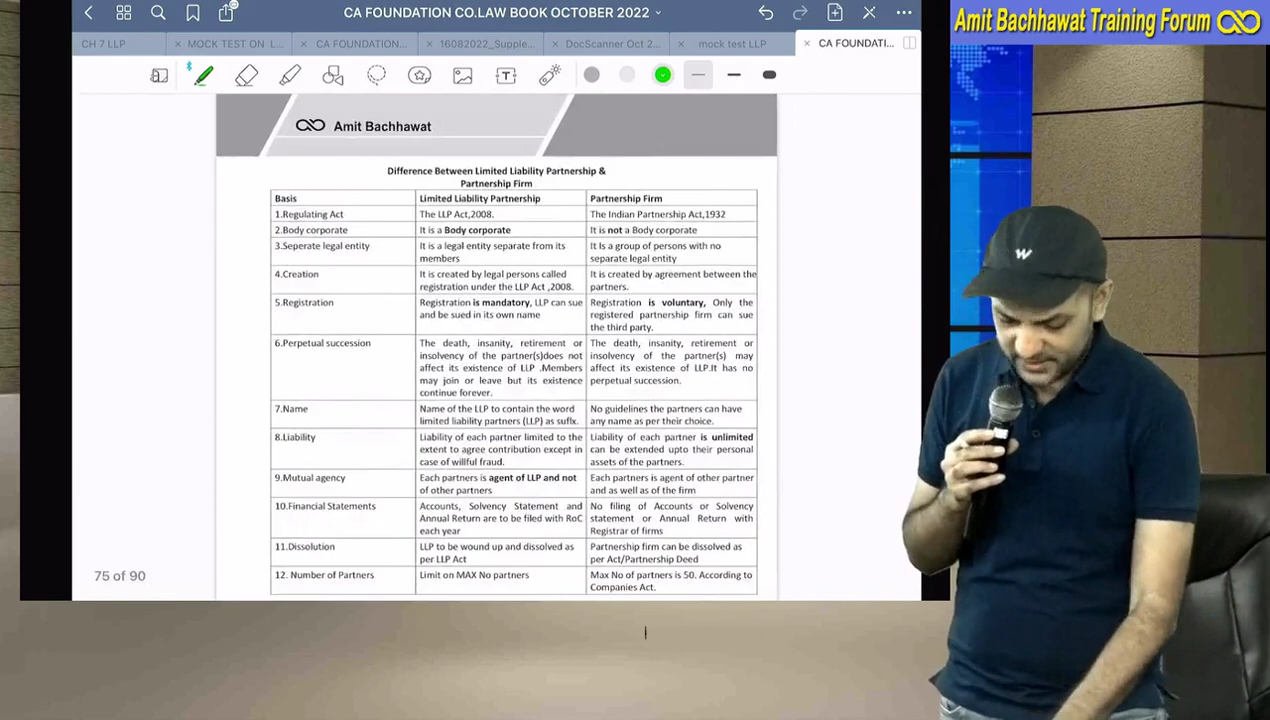 CA FOUNDATION CO.LAW BOOK OCTOBER 2022
Amit Bachhawat Training Forum
CH 7 LLP
MOCK TEST ON L...
CA FOUNDATION...
16082022_Supple...
DocScanner Oct 2...
mock test LLP
CA FOUNDATI...
Amit Bachhawat
Difference Between Limited Liability Partnership &
Partnership Firm
Basis Limited Liability Partnership Partnership Firm
1.Regulating Act The LLP Act,2008. The Indian Partnership Act,1932
2.Body corporate It is a Body corporate It is not a Body corporate
3.Seperate legal entity It is a legal entity separate from its It Is a group of persons with no
members separate legal entity
4.Creation It is created by legal persons called It is created by agreement between the
registration under the LLP Act ,2008. partners.
5.Registration Registration is mandatory, LLP can sue Registration is voluntary, Only the
and be sued in its own name registered partnership firm can sue
the third party.
6.Perpetual succession The death, insanity, retirement or The death, insanity, retirement or
insolvency of the partner(s)does not insolvency of the partner(s) may
affect its existence of LLP .Members affect its existence of LLP.It has no
may join or leave but its existence perpetual succession.
continue forever.
7.Name Name of the LLP to contain the word No guidelines the partners can have
limited liability partners (LLP) as sufix. any name as per their choice.
8.Liability Liability of each partner limited to the Liability of each partner is unlimited
extent to agree contribution except in can be extended upto their personal
case of willful fraud. assets of the partners.
9.Mutual agency Each partners is agent of LLP and not Each partners is agent of other partner
of other partners and as well as of the firm
10.Financial Statements Accounts, Solvency Statement and No filing of Accounts or Solvency
Annual Return are to be filed with RoC statement or Annual Return with
each year Registrar of firms
11.Dissolution LLP to be wound up and dissolved as Partnership firm can be dissolved as
per LLP Act per Act/Partnership Deed
12. Number of Partners Limit on MAX No partners Max No of partners is 50. According to
Companies Act.
75 of 90